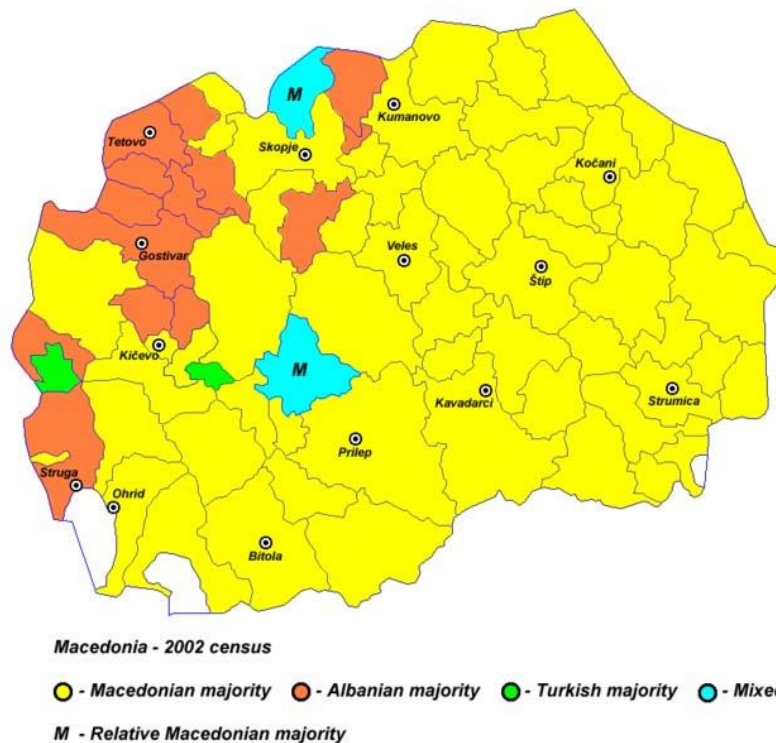 M
Kumanovo
Tetovo
Skopje
Kočani
Gostivar
Veles
Štip
Kičevo
M
Kavadarci
Strumica
Prilep
Struga
Ohrid
Bitola
Macedonia - 2002 census
- Macedonian majority - Albanian majority - Turkish majority - Mixe
M - Relative Macedonian majority